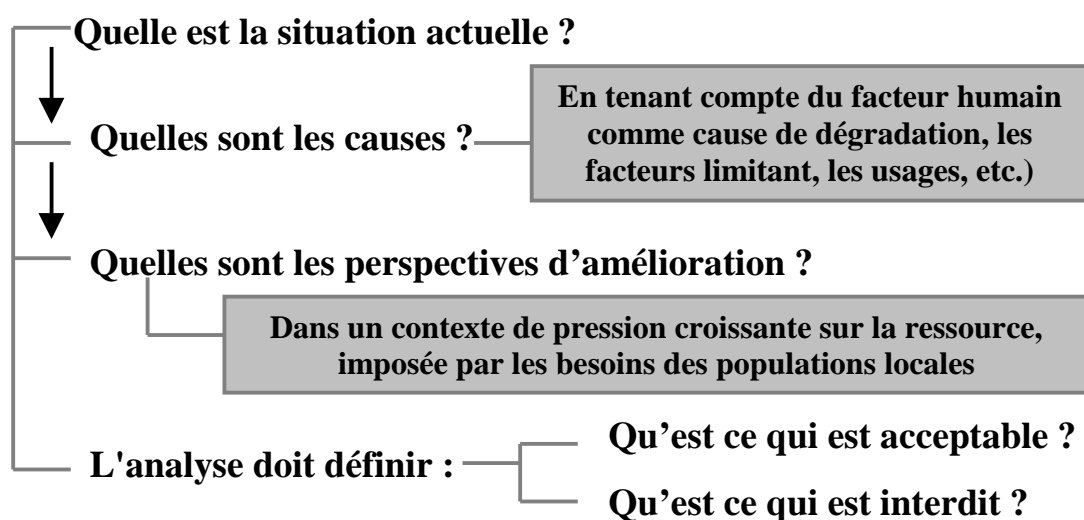 Quelle est la situation actuelle ?
En tenant compte du facteur humain
comme cause de dégradation, les
facteurs limitant, les usages, etc.)
Quelles sont les causes ?
Quelles sont les perspectives d’amélioration ?
Dans un contexte de pression croissante sur la ressource,
imposée par les besoins des populations locales
L'analyse doit définir :
Qu’est ce qui est acceptable ?
Qu’est ce qui est interdit ?